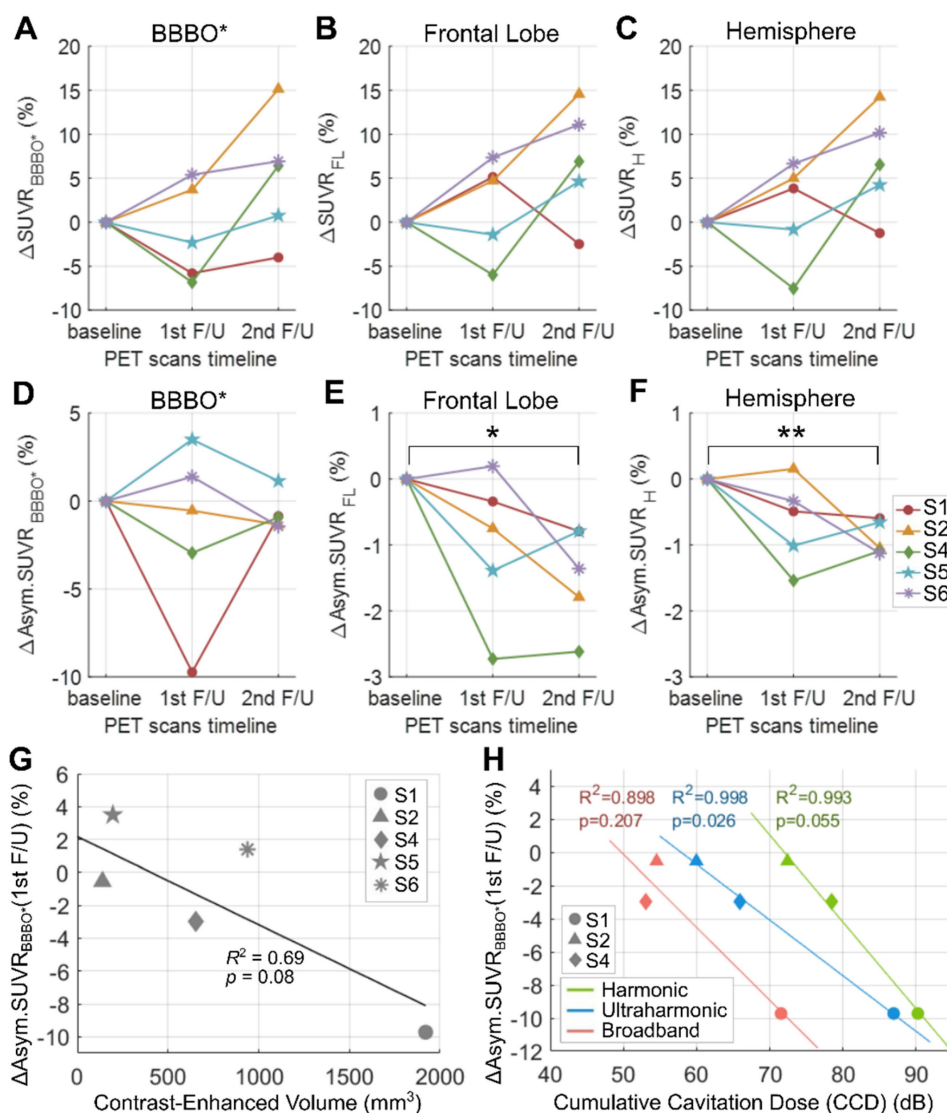 A
BBBO*
20
15
10
5
0
-5
-10
ΔSUVR_BBBO* (%)
baseline 1st F/U 2nd F/U
PET scans timeline
B
Frontal Lobe
20
15
10
5
0
-5
-10
ΔSUVR_FL (%)
baseline 1st F/U 2nd F/U
PET scans timeline
C
Hemisphere
20
15
10
5
0
-5
-10
ΔSUVR_H (%)
baseline 1st F/U 2nd F/U
PET scans timeline
D
BBBO*
5
0
-5
-10
ΔAsym.SUVR_BBBO* (%)
baseline 1st F/U 2nd F/U
PET scans timeline
E
Frontal Lobe
*
1
0
-1
-2
-3
ΔAsym.SUVR_FL (%)
baseline 1st F/U 2nd F/U
PET scans timeline
F
Hemisphere
**
1
0
-1
-2
-3
ΔAsym.SUVR_H (%)
baseline 1st F/U 2nd F/U
PET scans timeline
S1
S2
S4
S5
S6
G
6
4
2
0
-2
-4
-6
-8
-10
ΔAsym.SUVR_BBBO*(1st F/U) (%)
S1
S2
S4
S5
S6
R² = 0.69
p = 0.08
0 500 1000 1500 2000
Contrast-Enhanced Volume (mm³)
H
4
2
0
-2
-4
-6
-8
-10
-12
ΔAsym.SUVR_BBBO*(1st F/U) (%)
R²=0.898 R²=0.998 R²=0.993
p=0.207 p=0.026 p=0.055
S1
S2
S4
Harmonic
Ultraharmonic
Broadband
40 50 60 70 80 90
Cumulative Cavitation Dose (CCD) (dB)